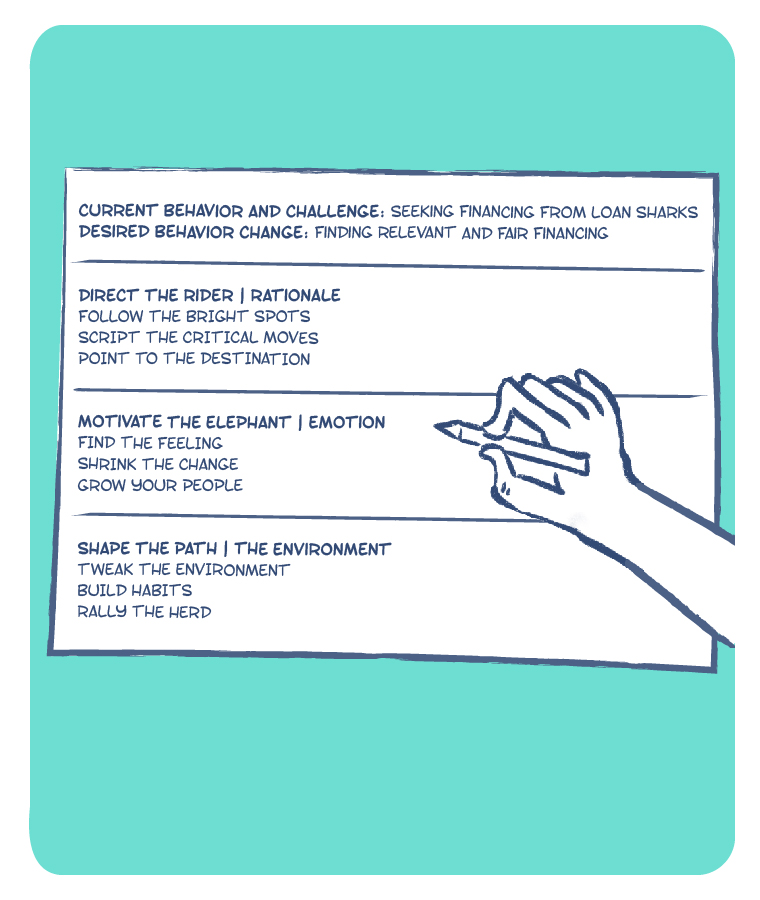 CURRENT BEHAVIOR AND CHALLENGE: SEEKING FINANCING FROM LOAN SHARKS
DESIRED BEHAVIOR CHANGE: FINDING RELEVANT AND FAIR FINANCING
DIRECT THE RIDER | RATIONALE
FOLLOW THE BRIGHT SPOTS
SCRIPT THE CRITICAL MOVES
POINT TO THE DESTINATION
MOTIVATE THE ELEPHANT | EMOTION
FIND THE FEELING
SHRINK THE CHANGE
GROW YOUR PEOPLE
SHAPE THE PATH | THE ENVIRONMENT
TWEAK THE ENVIRONMENT
BUILD HABITS
RALLY THE HERD